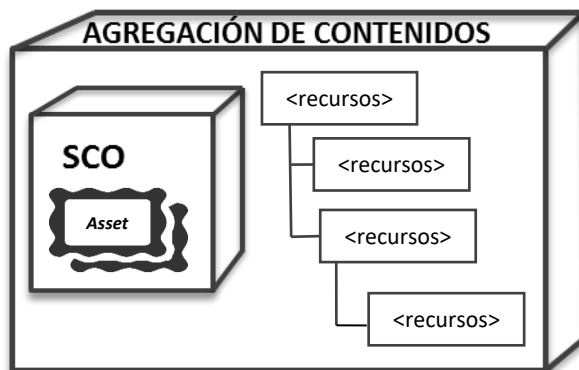 AGREGACIÓN DE CONTENIDOS
SCO
Asset
<recursos>
<recursos>
<recursos>
<recursos>